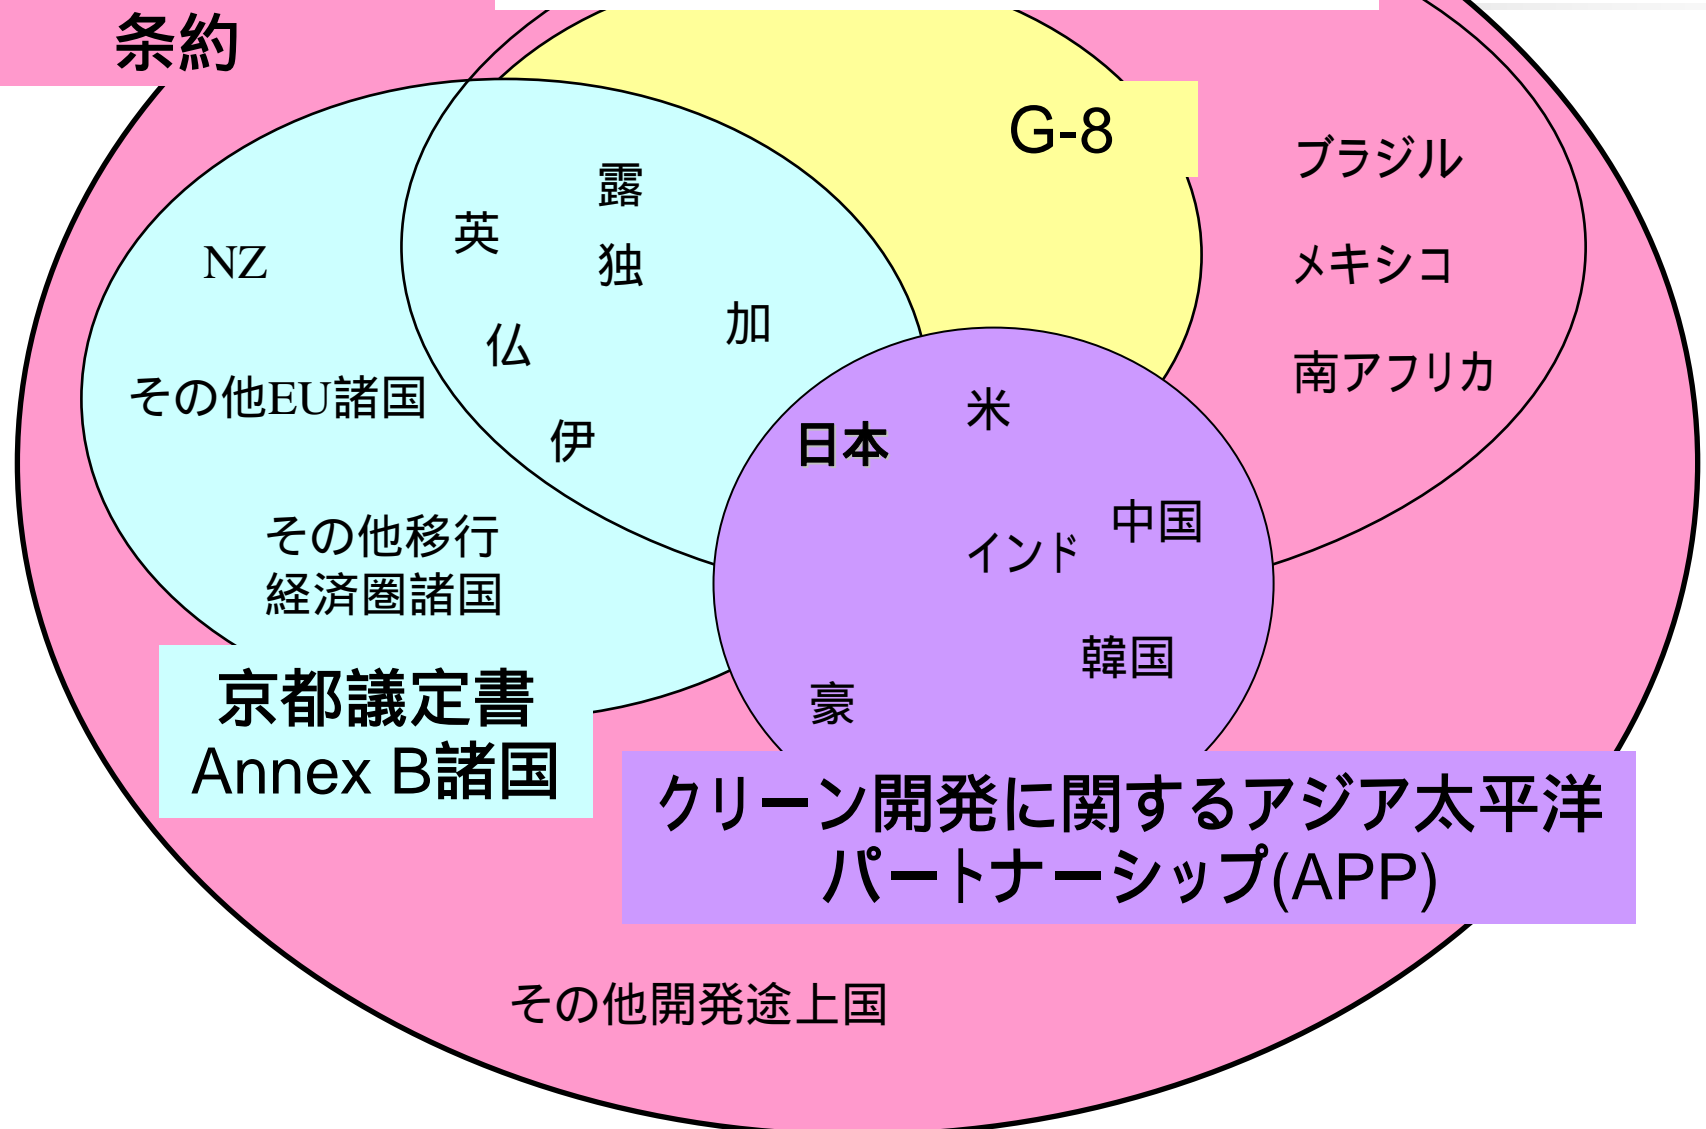 条約
G-8
ブラジル
露
英
NZ
独
メキシコ
加
仏
南アフリカ
その他EU諸国
米
伊
日本
中国
その他移行
インド
経済圏諸国
韓国
豪
京都議定書
Annex B諸国
クリーン開発に関するアジア太平洋
パートナーシップ(APP)
その他開発途上国